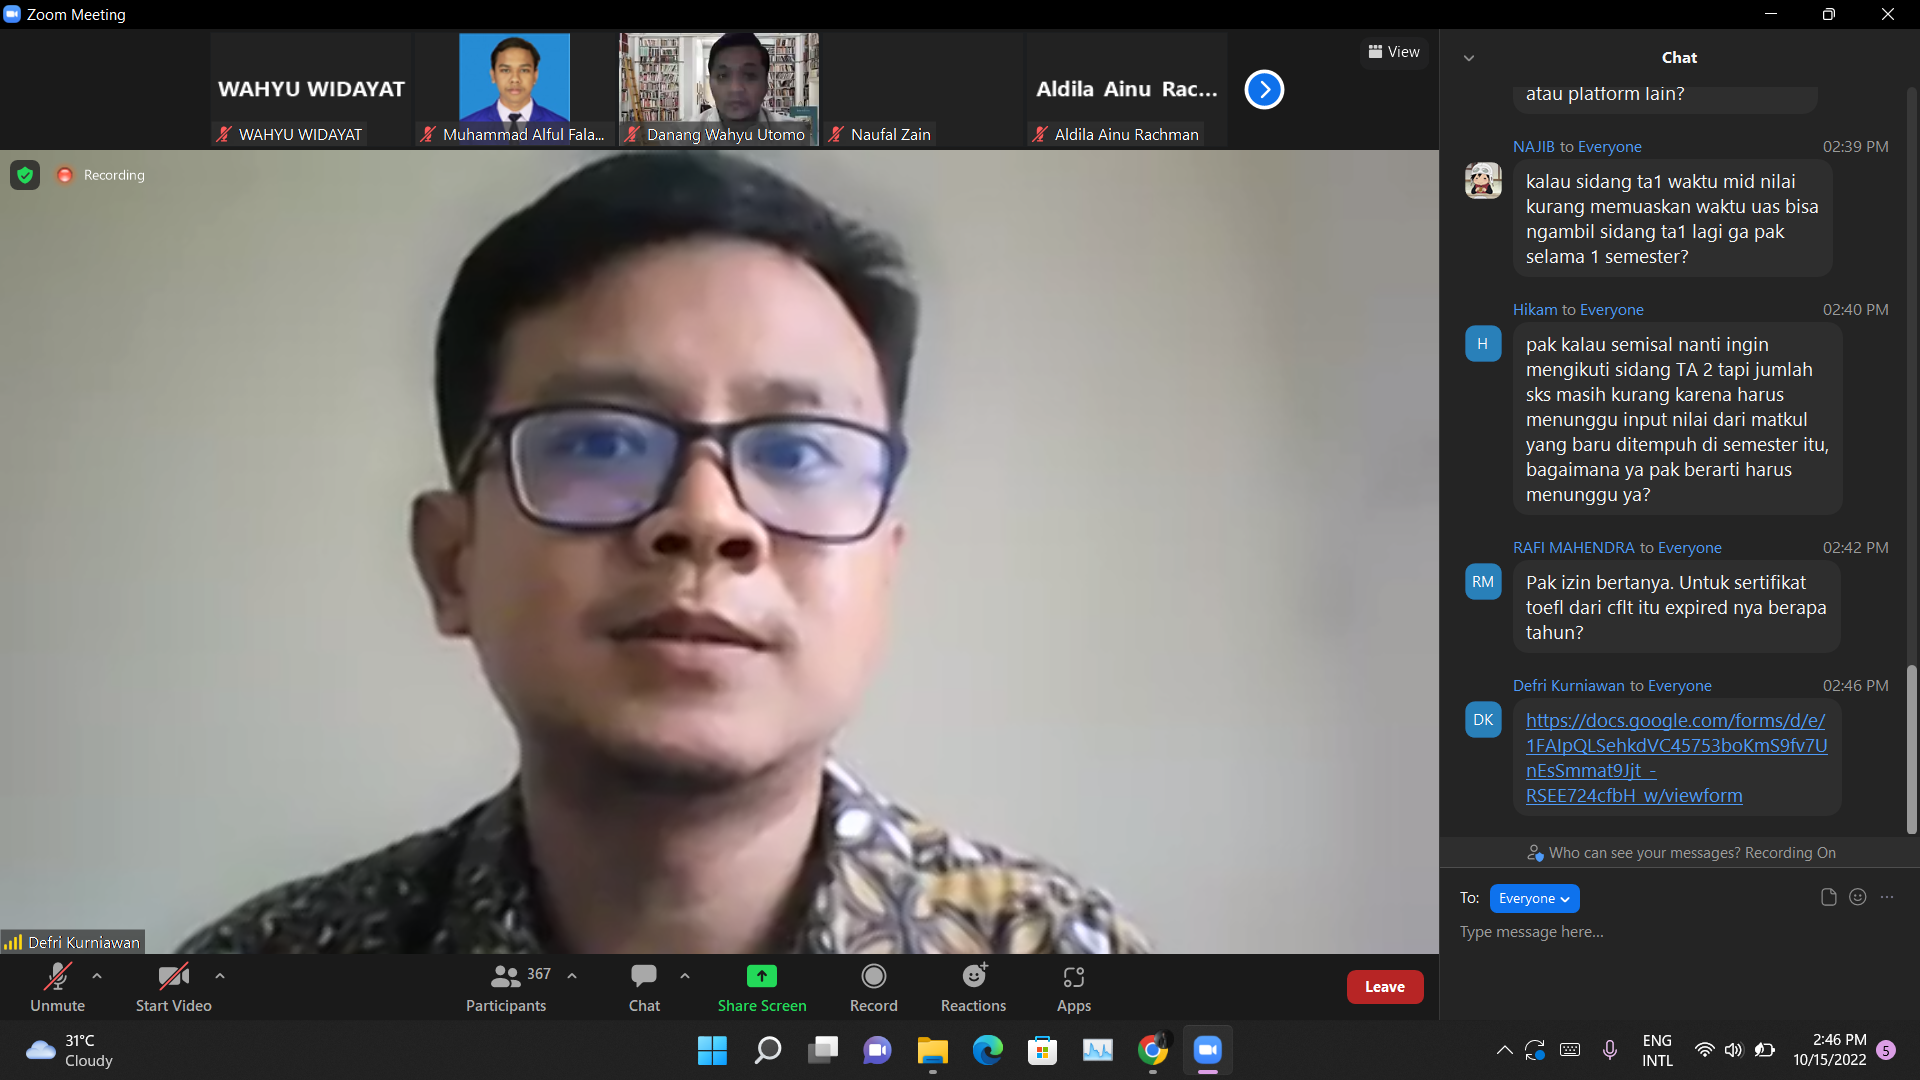 Zoom Meeting
WAHYU WIDAYAT
Aldila Ainu Rac...
View
WAHYU WIDAYAT
Muhammad Alful Fala...
Danang Wahyu Utomo
Naufal Zain
Aldila Ainu Rachman
Recording
Defri Kurniawan
Chat
atau platform lain?
NAJIB to Everyone 02:39 PM
kalau sidang ta1 waktu mid nilai
kurang memuaskan waktu uas bisa
ngambil sidang ta1 lagi ga pak
selama 1 semester?
Hikam to Everyone 02:40 PM
H
pak kalau semisal nanti ingin
mengikuti sidang TA 2 tapi jumlah
sks masih kurang karena harus
menunggu input nilai dari matkul
yang baru ditempuh di semester itu,
bagaimana ya pak berarti harus
menunggu ya?
RAFI MAHENDRA to Everyone 02:42 PM
RM
Pak izin bertanya. Untuk sertifikat
toefl dari cflt itu expired nya berapa
tahun?
Defri Kurniawan to Everyone 02:46 PM
DK
https://docs.google.com/forms/d/e/
1FAIpQLSehkdVC45753boKmS9fv7U
nEsSmmat9Jjt_-
RSEE724cfbH_w/viewform
Who can see your messages? Recording On
To: Everyone
Type message here...
Unmute
Start Video
367
Participants
Chat
Share Screen
Record
Reactions
Apps
Leave
31°C
Cloudy
ENG
INTL
2:46 PM
10/15/2022
5